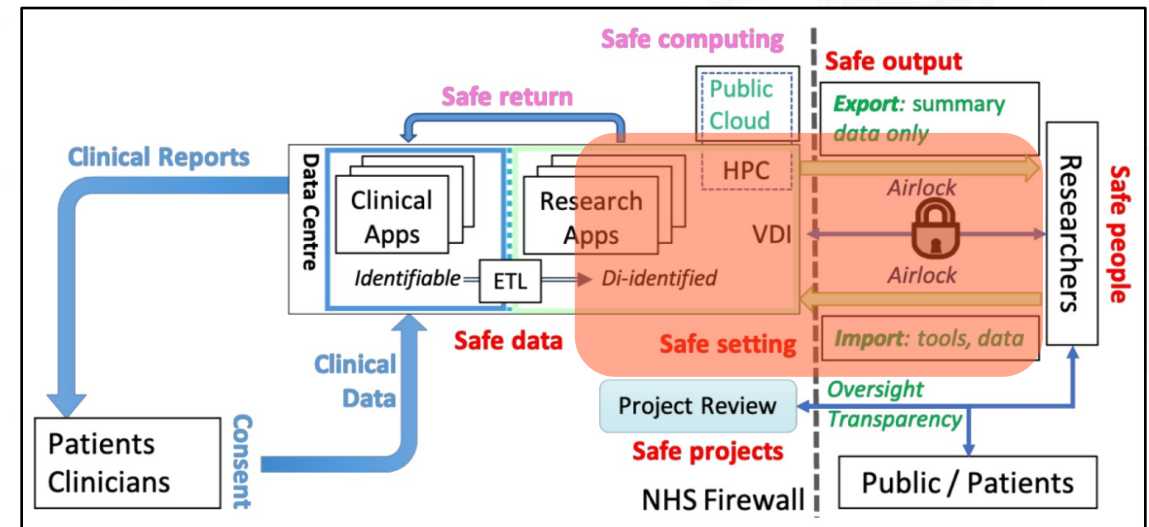 Safe computing
Safe output
Safe return
Public
Cloud
Export: summary
data only
Clinical Reports
Data Centre
Clinical
Apps
Research
Apps
HPC
VDI
Airlock
Airlock
Researchers
Safe people
Identifiable
ETL
Di-identified
Safe data
Safe setting
Import: tools, data
Clinical
Data
Project Review
Oversight
Transparency
Safe projects
Patients
Clinicians
Consent
NHS Firewall
Public / Patients